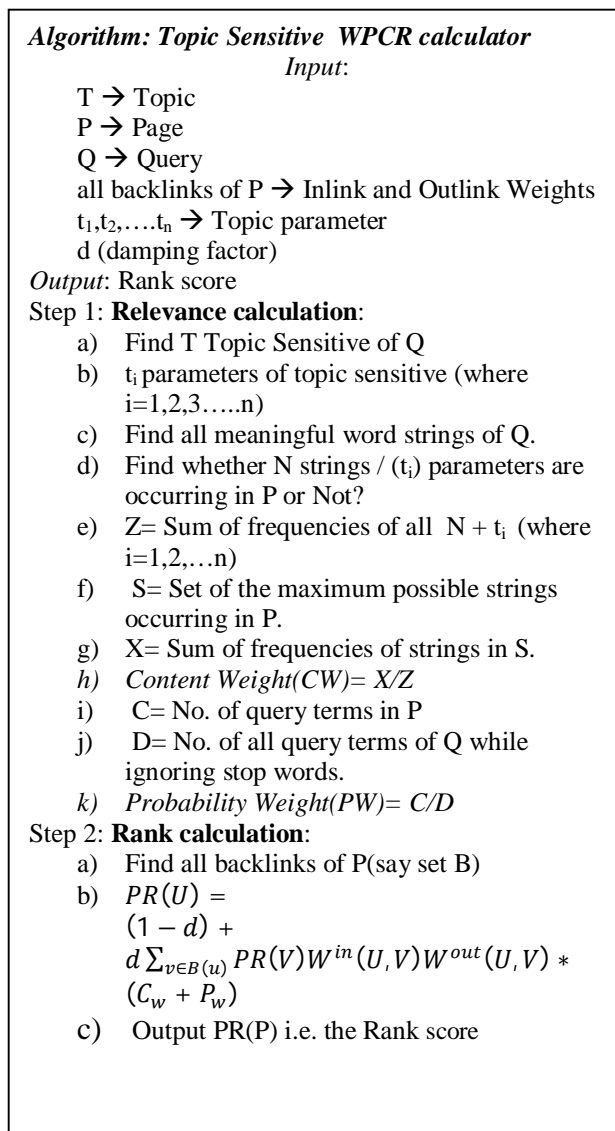 Algorithm: Topic Sensitive WPCR calculator
Input:
T → Topic
P → Page
Q → Query
all backlinks of P → Inlink and Outlink Weights
t₁,t₂,….tₙ → Topic parameter
d (damping factor)
Output: Rank score
Step 1: Relevance calculation:
a) Find T Topic Sensitive of Q
b) tᵢ parameters of topic sensitive (where
i=1,2,3…..n)
c) Find all meaningful word strings of Q.
d) Find whether N strings / (tᵢ) parameters are
occurring in P or Not?
e) Z= Sum of frequencies of all N + tᵢ (where
i=1,2,…n)
f) S= Set of the maximum possible strings
occurring in P.
g) X= Sum of frequencies of strings in S.
h) Content Weight(CW)= X/Z
i) C= No. of query terms in P
j) D= No. of all query terms of Q while
ignoring stop words.
k) Probability Weight(PW)= C/D
Step 2: Rank calculation:
a) Find all backlinks of P(say set B)
b) PR(U) =
(1 − d) +
d ∑_{v∈B(u)} PR(V)W^{in}(U,V)W^{out}(U,V) ∗
(C_w + P_w)
c) Output PR(P) i.e. the Rank score